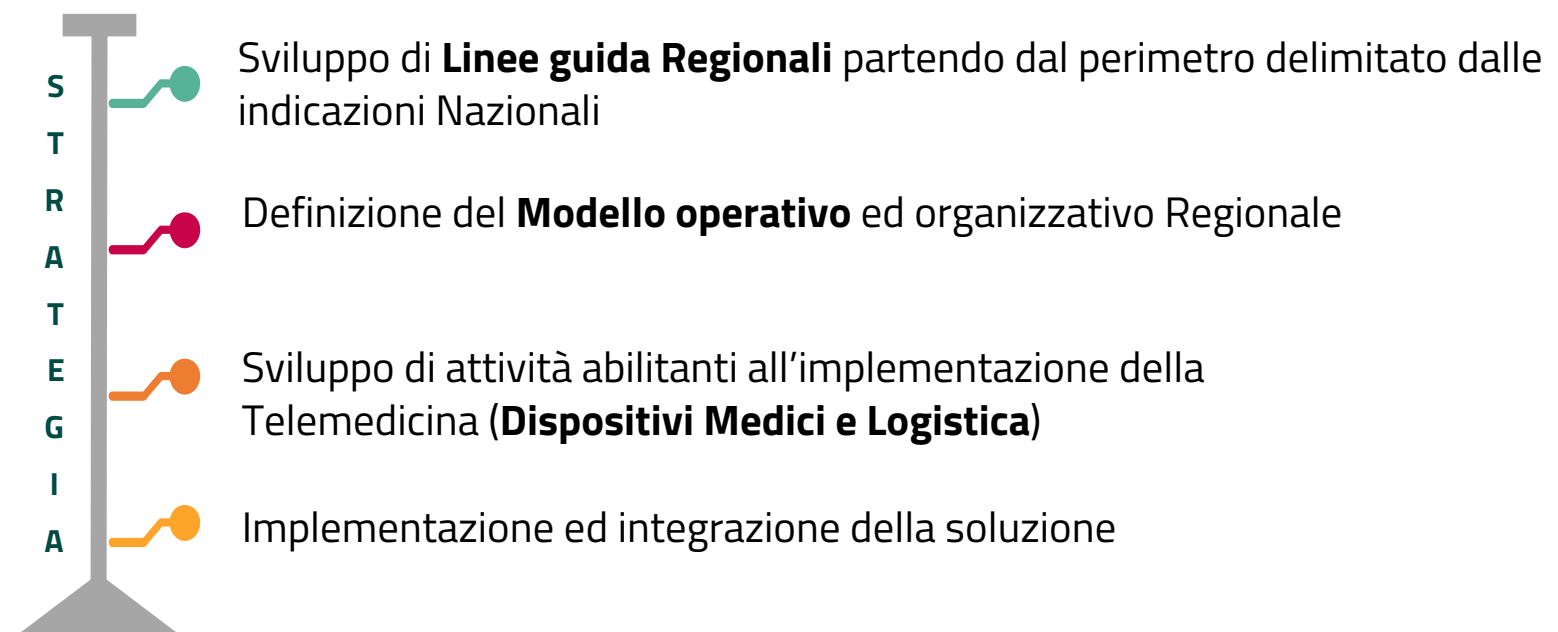 STRATEGIA
Sviluppo di Linee guida Regionali partendo dal perimetro delimitato dalle
indicazioni Nazionali
Definizione del Modello operativo ed organizzativo Regionale
Sviluppo di attività abilitanti all’implementazione della
Telemedicina (Dispositivi Medici e Logistica)
Implementazione ed integrazione della soluzione